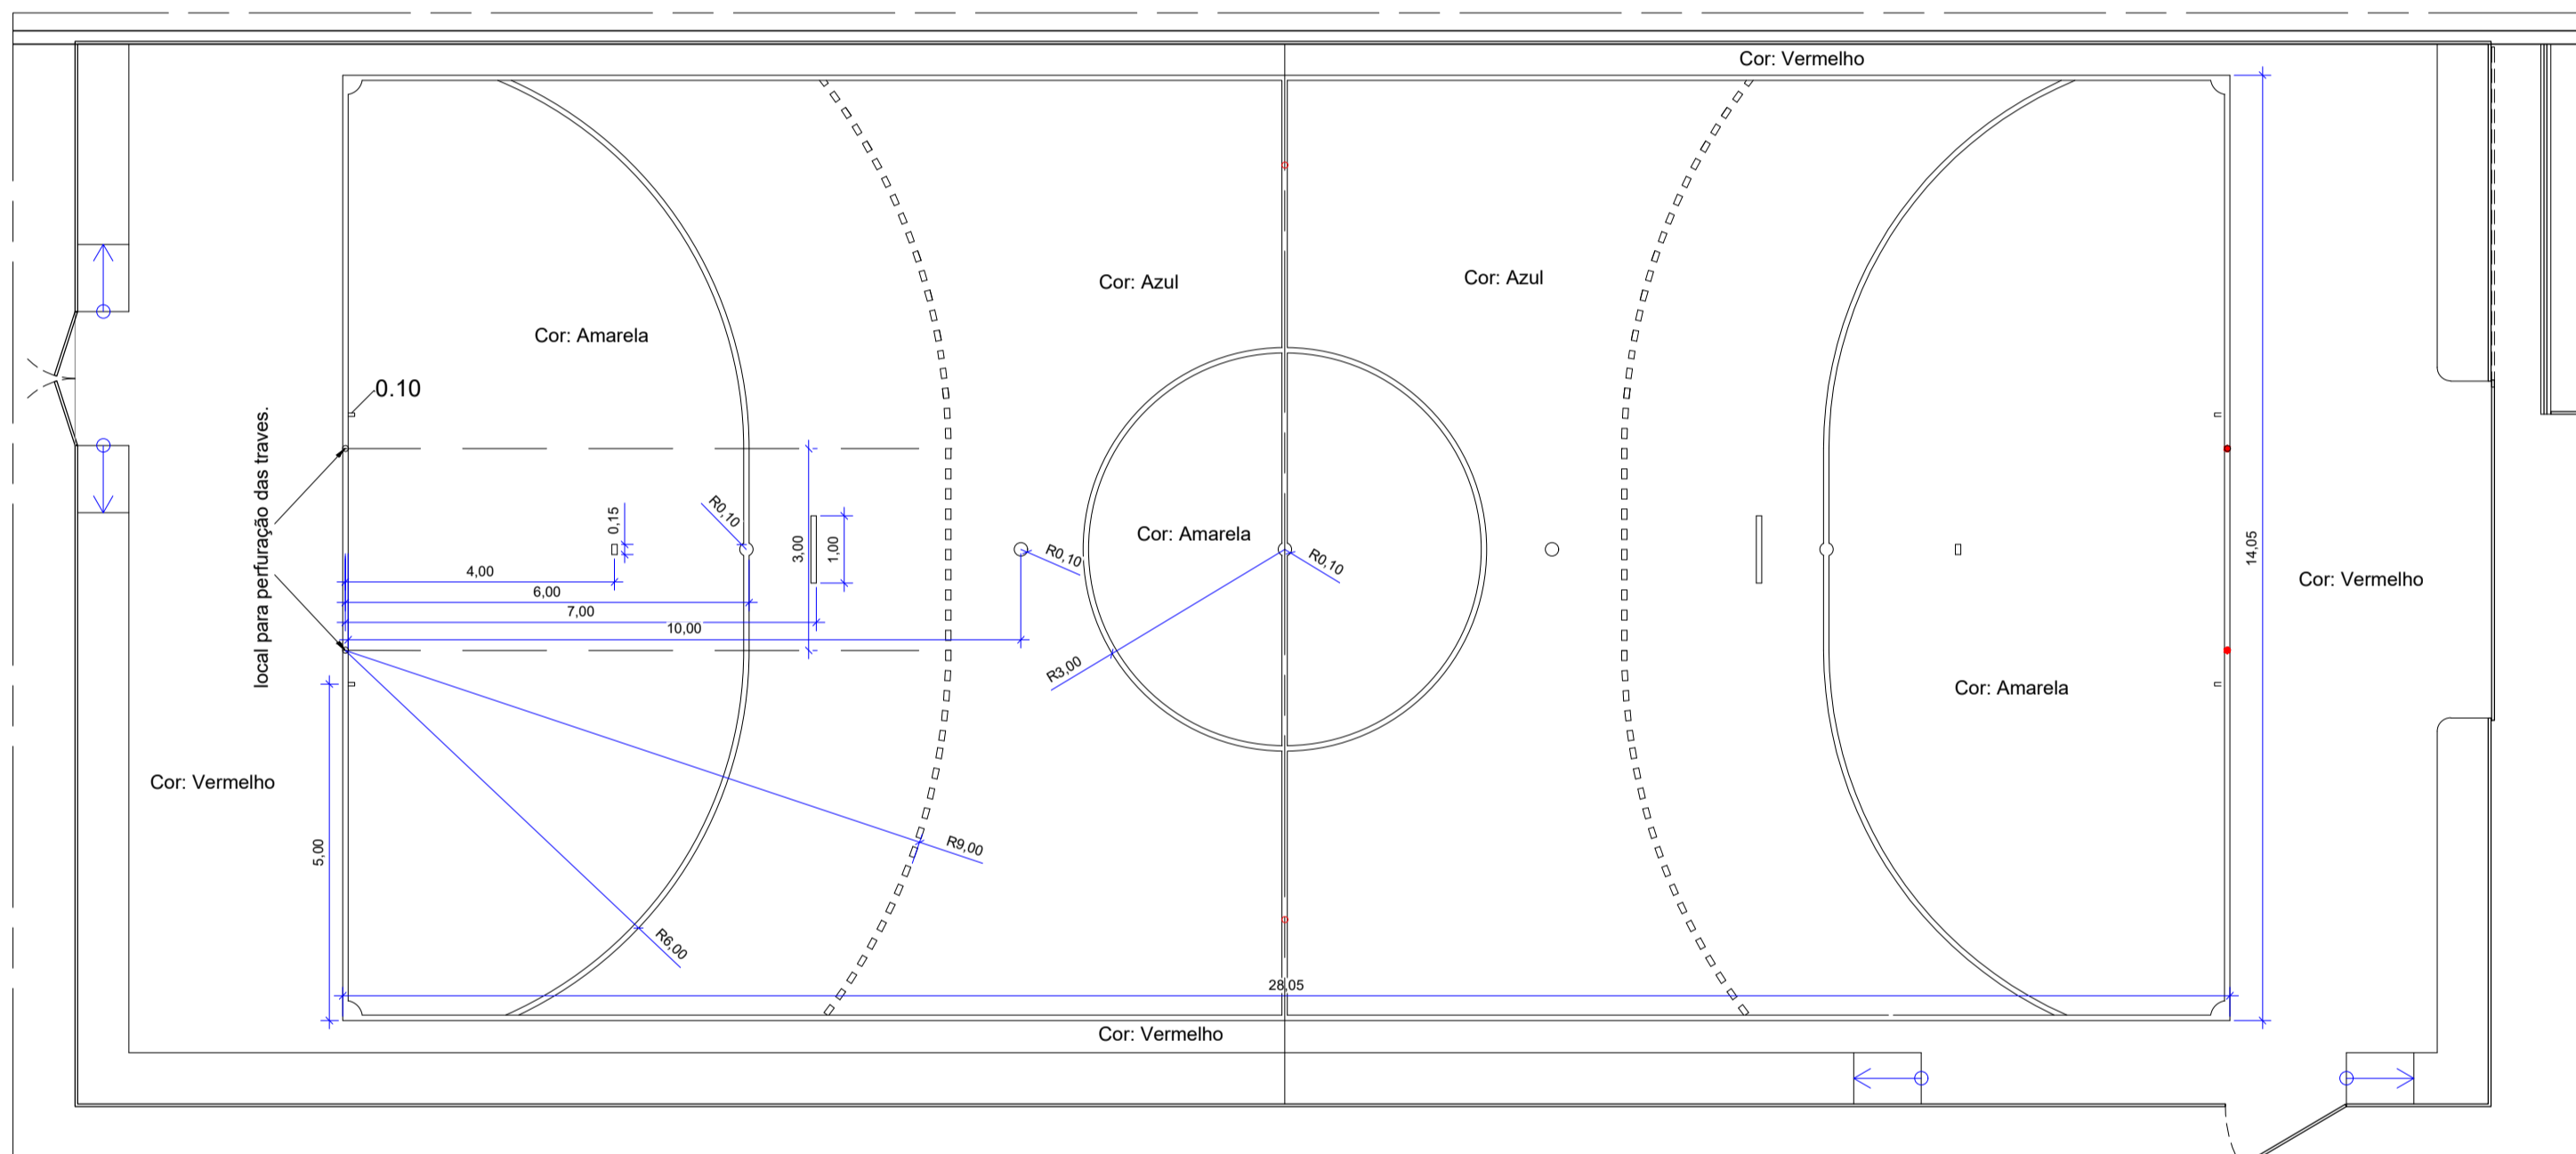 Cor: Vermelho
Cor: Azul
Cor: Azul
Cor: Amarela
0.10
local para perfuração das traves.
0,15
R0,10
3,00
1,00
Cor: Amarela
R0,10
R0,10
14,05
4,00
6,00
7,00
10,00
Cor: Vermelho
R3,00
Cor: Amarela
Cor: Vermelho
5,00
R9,00
R6,00
28,05
Cor: Vermelho